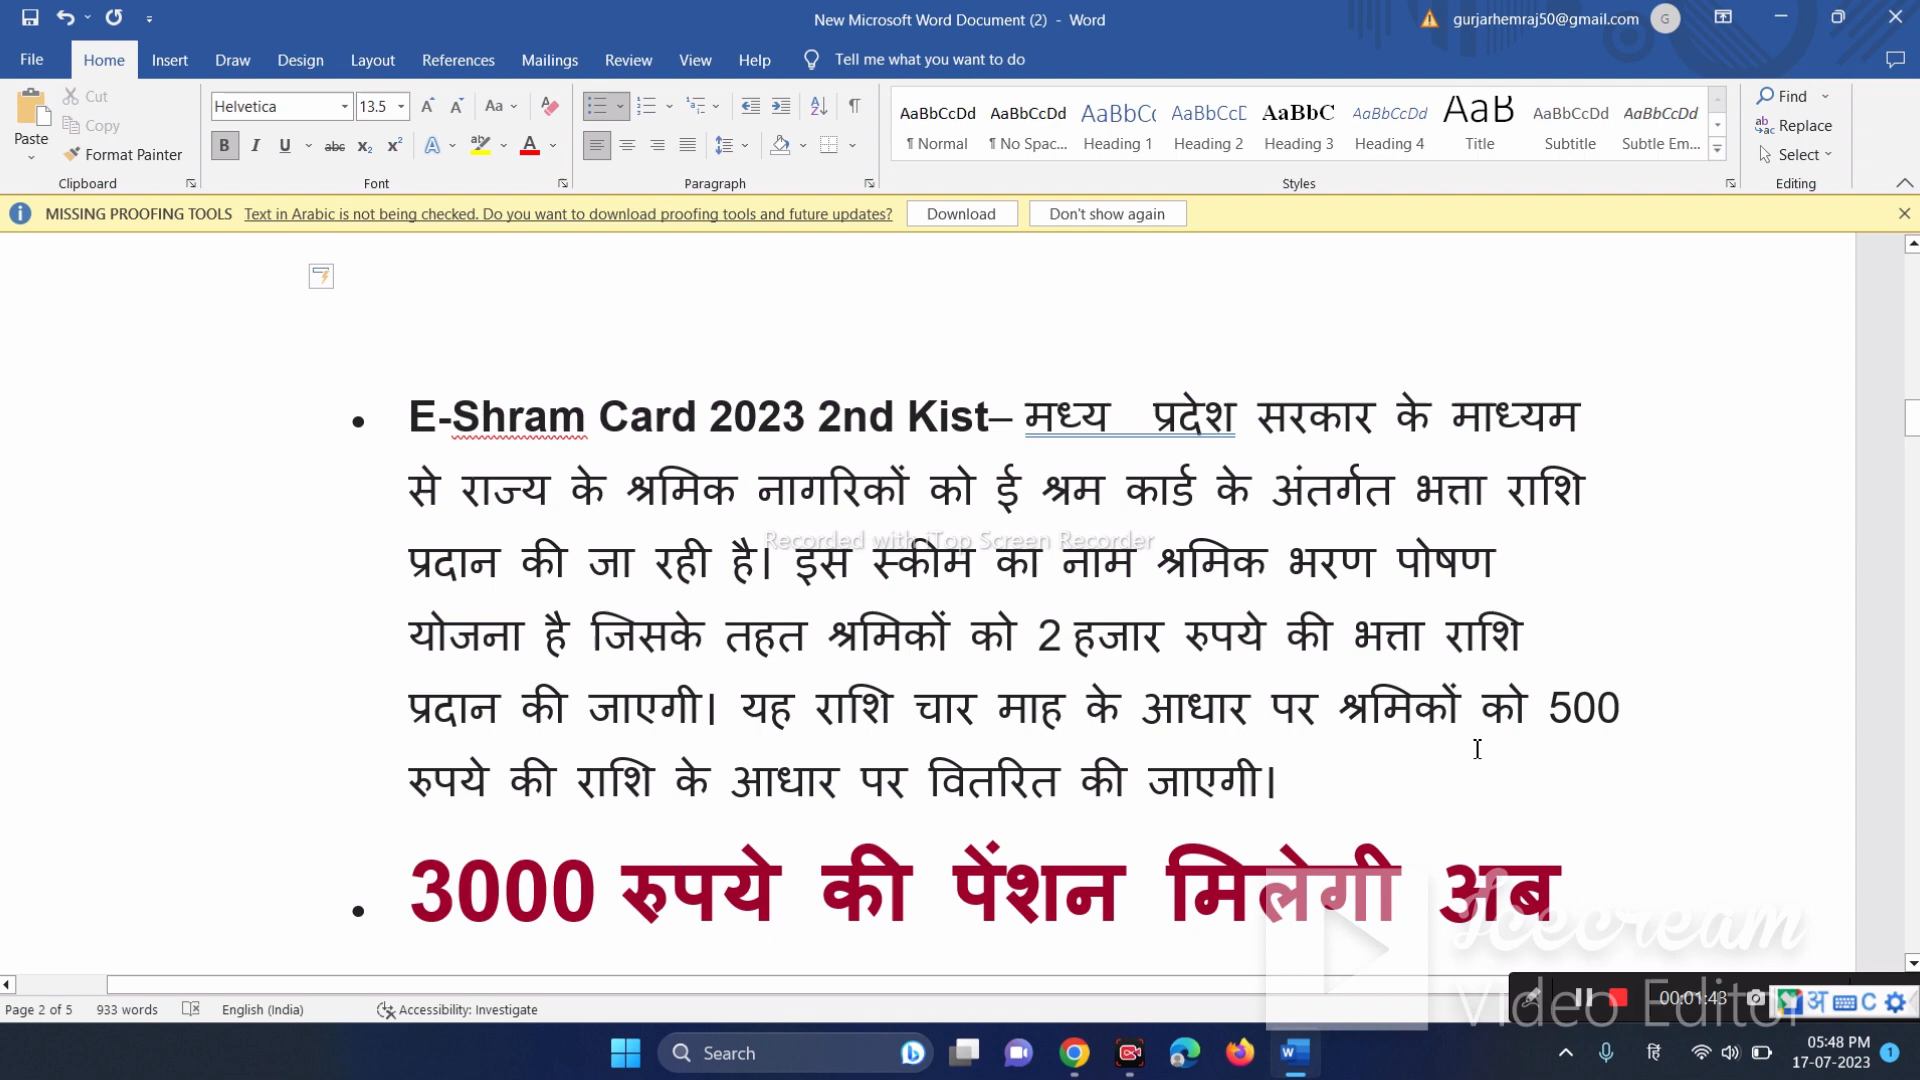 New Microsoft Word Document (2) - Word
gurjarhemraj50@gmail.com
G
File
Home
Insert
Draw
Design
Layout
References
Mailings
Review
View
Help
Tell me what you want to do
Paste
Cut
Copy
Format Painter
Clipboard
Helvetica
13.5
Font
Paragraph
AaBbCcDd
¶ Normal
AaBbCcDd
¶ No Spac...
AaBbCc
Heading 1
AaBbCcD
Heading 2
AaBbC
Heading 3
AaBbCcDd
Heading 4
AaB
Title
AaBbCcDd
Subtitle
AaBbCcDd
Subtle Em...
Styles
Find
Replace
Select
Editing
MISSING PROOFING TOOLS Text in Arabic is not being checked. Do you want to download proofing tools and future updates? Download Don't show again
• E-Shram Card 2023 2nd Kist– मध्य प्रदेश सरकार के माध्यम
से राज्य के श्रमिक नागरिकों को ई श्रम कार्ड के अंतर्गत भत्ता राशि
Recorded with iTop Screen Recorder
प्रदान की जा रही है। इस स्कीम का नाम श्रमिक भरण पोषण
योजना है जिसके तहत श्रमिकों को 2 हजार रुपये की भत्ता राशि
प्रदान की जाएगी। यह राशि चार माह के आधार पर श्रमिकों को 500
रुपये की राशि के आधार पर वितरित की जाएगी।
• 3000 रुपये की पेंशन मिलेगी अब
Icecream
Video Editor
00:01:43
अ
C
Page 2 of 5
933 words
English (India)
Accessibility: Investigate
Search
हिं
05:48 PM
17-07-2023
1